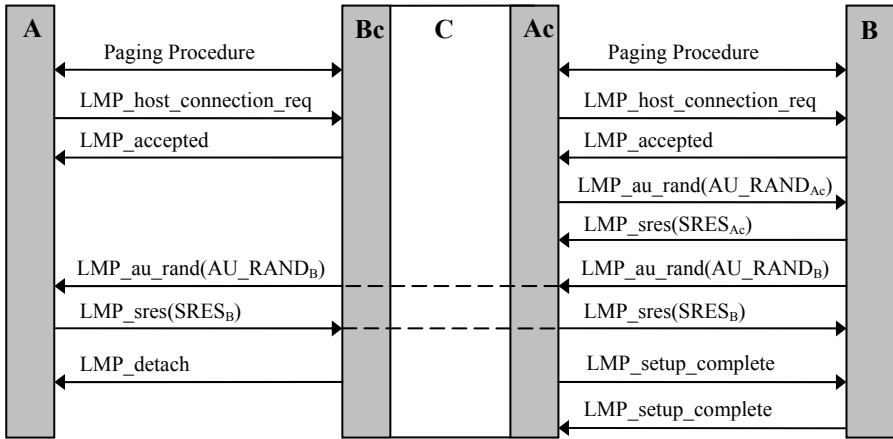 A
Bc
C
Ac
B
Paging Procedure
Paging Procedure
LMP_host_connection_req
LMP_host_connection_req
LMP_accepted
LMP_accepted
LMP_au_rand(AU_RANDAc)
LMP_sres(SRESAc)
LMP_au_rand(AU_RANDB)
LMP_au_rand(AU_RANDB)
LMP_sres(SRESB)
LMP_sres(SRESB)
LMP_detach
LMP_setup_complete
LMP_setup_complete